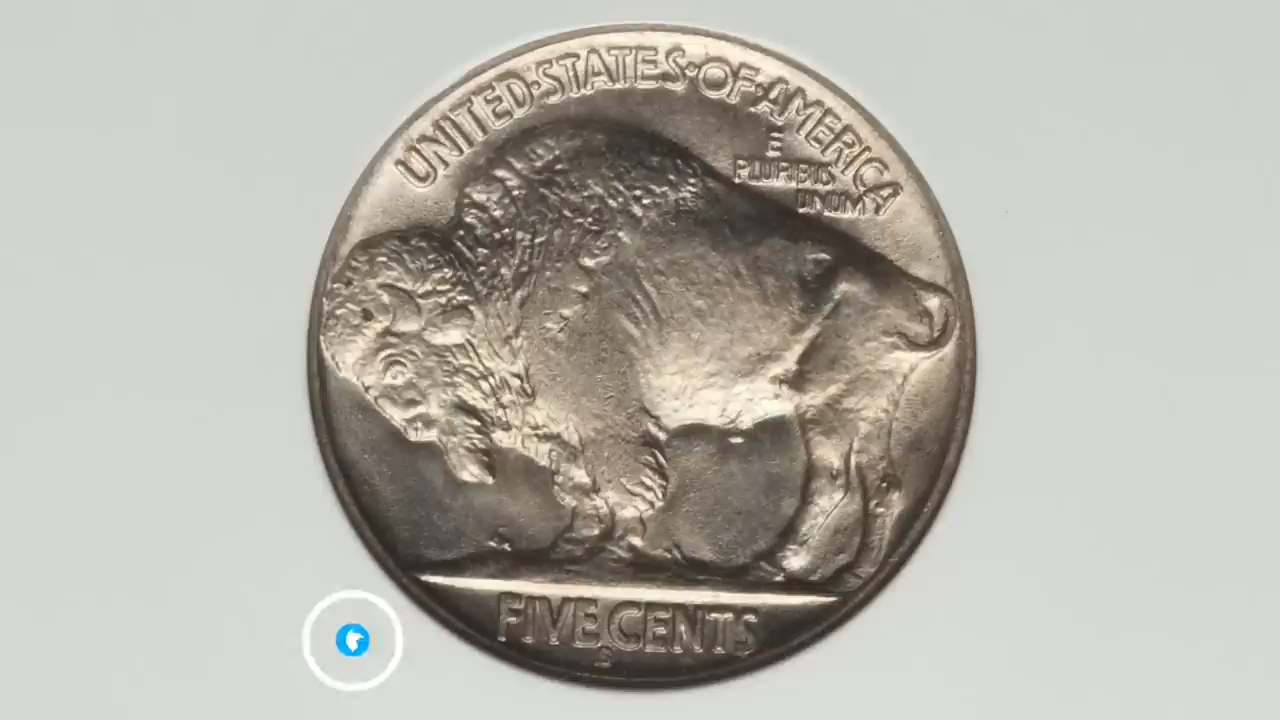 UNITED·STATES·OF·AMERICA
E
PLURIBUS
UNUM
FIVE CENTS
S